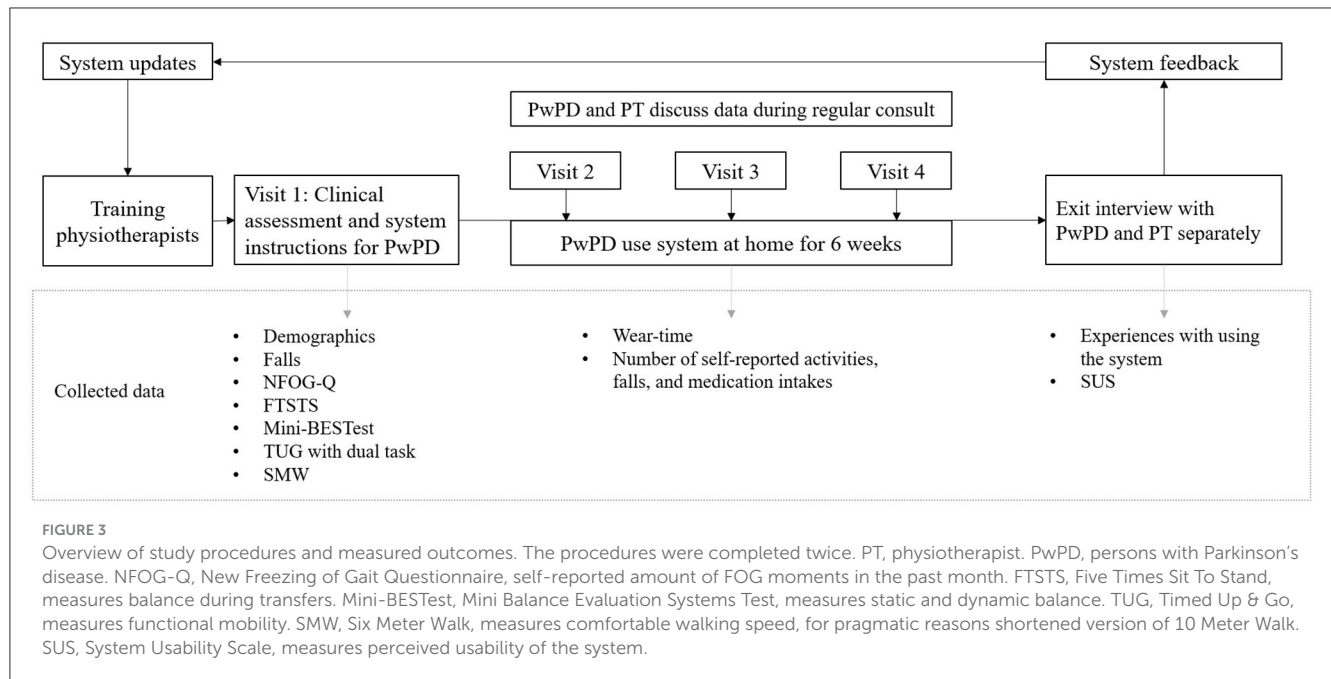 System updates
System feedback
PwPD and PT discuss data during regular consult
Visit 2
Visit 3
Visit 4
Training
physiotherapists
Visit 1: Clinical
assessment and system
instructions for PwPD
PwPD use system at home for 6 weeks
Exit interview with
PwPD and PT separately
Collected data
• Demographics
• Falls
• NFOG-Q
• FTSTS
• Mini-BESTest
• TUG with dual task
• SMW
• Wear-time
• Number of self-reported activities,
falls, and medication intakes
• Experiences with using
the system
• SUS
FIGURE 3
Overview of study procedures and measured outcomes. The procedures were completed twice. PT, physiotherapist. PwPD, persons with Parkinson's
disease. NFOG-Q, New Freezing of Gait Questionnaire, self-reported amount of FOG moments in the past month. FTSTS, Five Times Sit To Stand,
measures balance during transfers. Mini-BESTest, Mini Balance Evaluation Systems Test, measures static and dynamic balance. TUG, Timed Up & Go,
measures functional mobility. SMW, Six Meter Walk, measures comfortable walking speed, for pragmatic reasons shortened version of 10 Meter Walk.
SUS, System Usability Scale, measures perceived usability of the system.